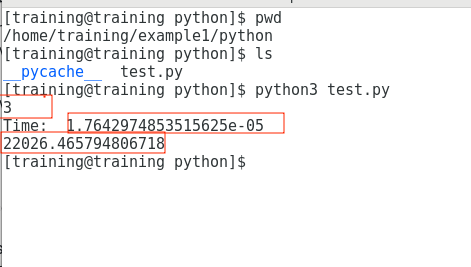 [training@training python]$ pwd
/home/training/example1/python
[training@training python]$ ls
__pycache__  test.py
[training@training python]$ python3 test.py
3
Time:  1.7642974853515625e-05
22026.465794806718
[training@training python]$